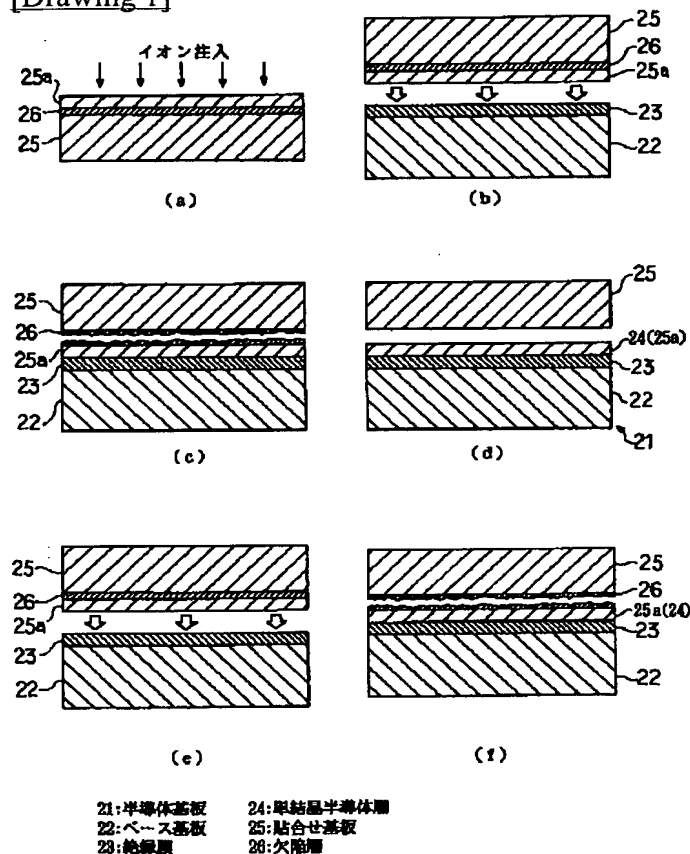 [Drawing 1]
イオン注入
25a
26
25
(a)
25
26
25a
23
22
(b)
25
26
25a
23
22
(c)
25
24(25a)
23
22
21
(d)
25
26
25a
23
22
(e)
25
26
25a(24)
23
22
(f)
21:半導体基板 24:単結晶半導体層
22:ベース基板 25:貼合せ基板
23:絶縁膜 26:欠陥層